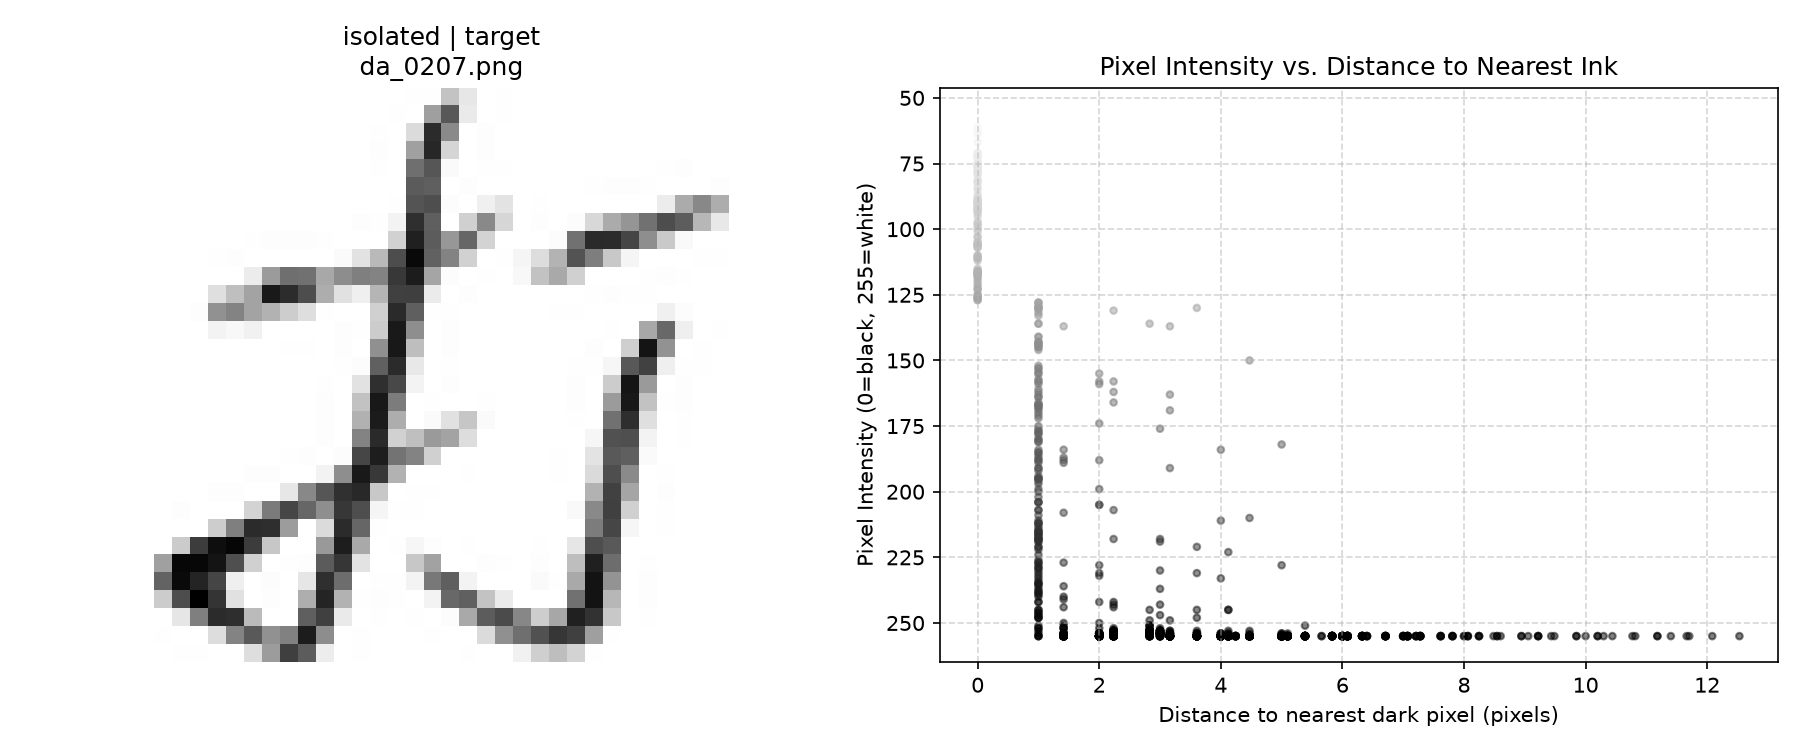 isolated | target
da_0207.png
打
Pixel Intensity vs. Distance to Nearest Ink
Pixel Intensity (0=black, 255=white)
50
75
100
125
150
175
200
225
250
0 2 4 6 8 10 12
Distance to nearest dark pixel (pixels)